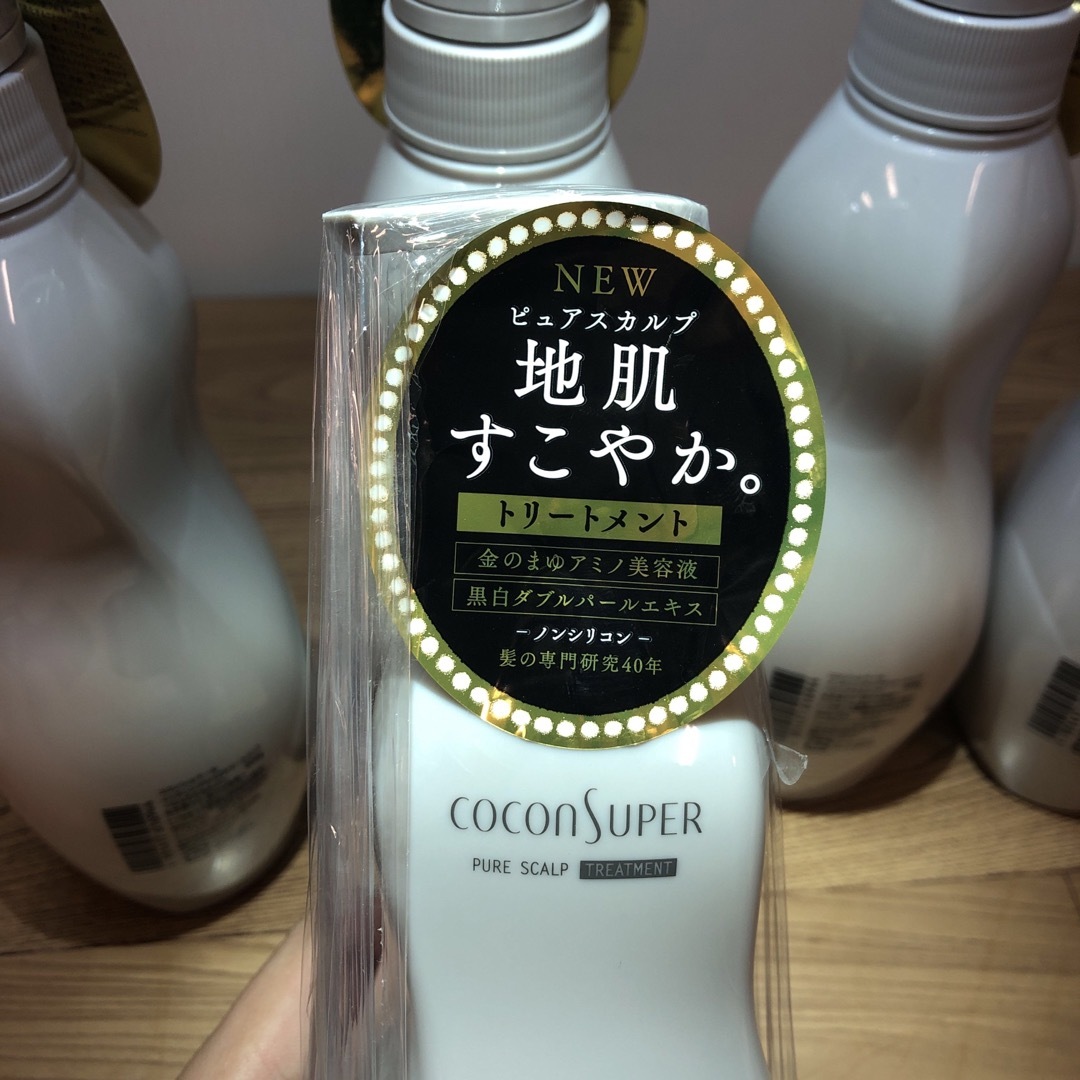 NEW
ピュアスカルプ
地肌
すこやか。
トリートメント
金のまゆアミノ美容液
黒白ダブルパールエキス
−ノンシリコン−
髪の専門研究40年
COCONSUPER
PURE SCALP TREATMENT